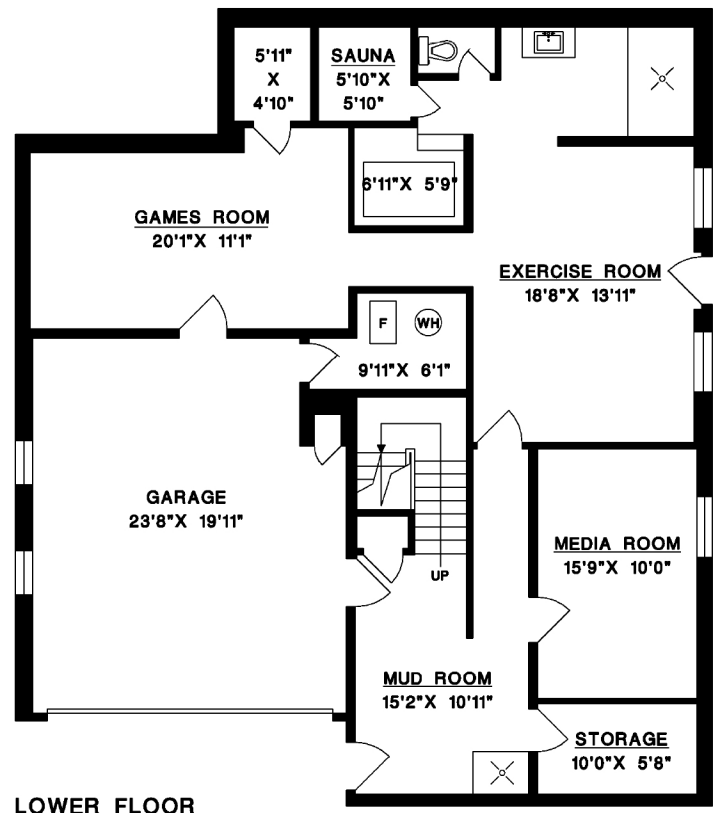 5'11"
X
4'10"
SAUNA
5'10"X
5'10"
6'11"X 5'9"
GAMES ROOM
20'1"X 11'1"
EXERCISE ROOM
18'8"X 13'11"
F
WH
9'11"X 6'1"
GARAGE
23'8"X 19'11"
MEDIA ROOM
15'9"X 10'0"
UP
MUD ROOM
15'2"X 10'11"
STORAGE
10'0"X 5'8"
LOWER FLOOR